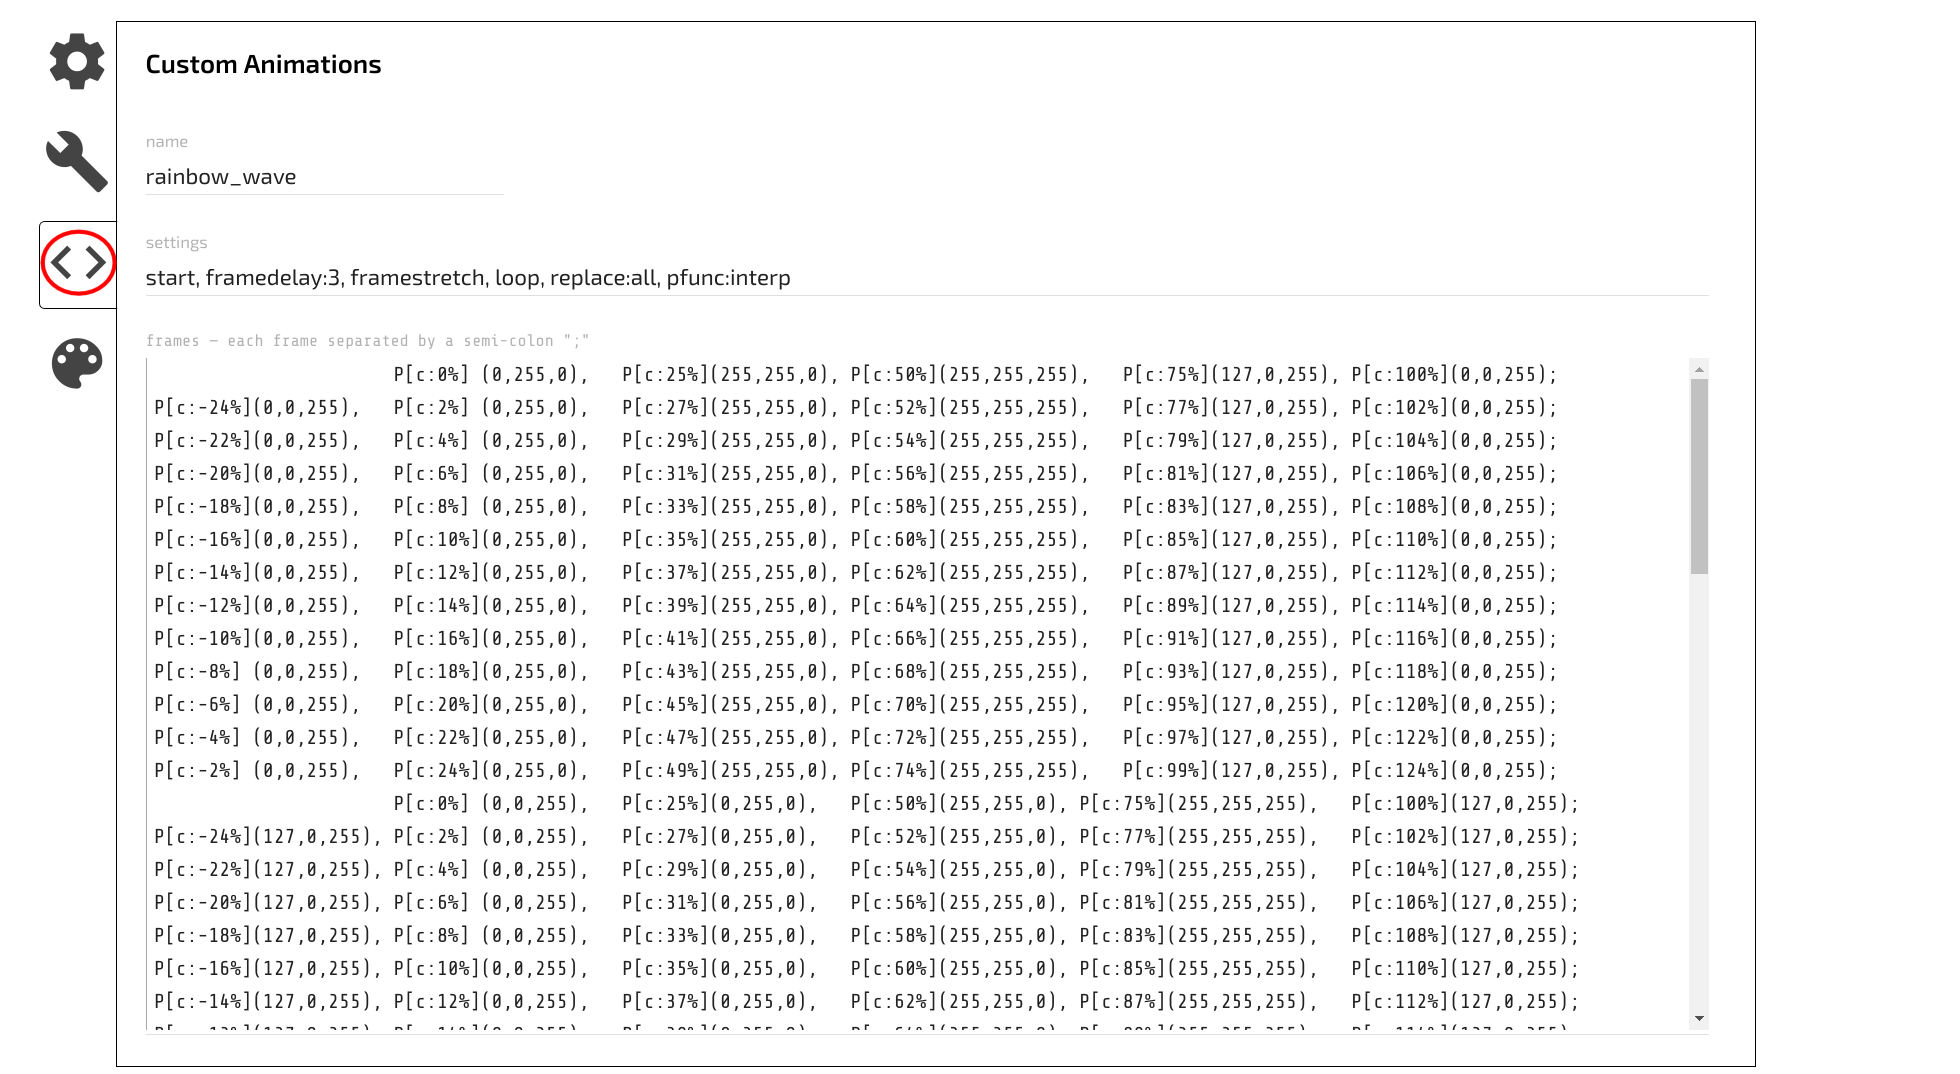 Custom Animations
name
rainbow_wave
settings
start, framedelay:3, framestretch, loop, replace:all, pfunc:interp
frames – each frame separated by a semi-colon ";"
P[c:0%] (0,255,0), P[c:25%](255,255,0), P[c:50%](255,255,255), P[c:75%](127,0,255), P[c:100%](0,0,255);
P[c:-24%](0,0,255), P[c:2%] (0,255,0), P[c:27%](255,255,0), P[c:52%](255,255,255), P[c:77%](127,0,255), P[c:102%](0,0,255);
P[c:-22%](0,0,255), P[c:4%] (0,255,0), P[c:29%](255,255,0), P[c:54%](255,255,255), P[c:79%](127,0,255), P[c:104%](0,0,255);
P[c:-20%](0,0,255), P[c:6%] (0,255,0), P[c:31%](255,255,0), P[c:56%](255,255,255), P[c:81%](127,0,255), P[c:106%](0,0,255);
P[c:-18%](0,0,255), P[c:8%] (0,255,0), P[c:33%](255,255,0), P[c:58%](255,255,255), P[c:83%](127,0,255), P[c:108%](0,0,255);
P[c:-16%](0,0,255), P[c:10%](0,255,0), P[c:35%](255,255,0), P[c:60%](255,255,255), P[c:85%](127,0,255), P[c:110%](0,0,255);
P[c:-14%](0,0,255), P[c:12%](0,255,0), P[c:37%](255,255,0), P[c:62%](255,255,255), P[c:87%](127,0,255), P[c:112%](0,0,255);
P[c:-12%](0,0,255), P[c:14%](0,255,0), P[c:39%](255,255,0), P[c:64%](255,255,255), P[c:89%](127,0,255), P[c:114%](0,0,255);
P[c:-10%](0,0,255), P[c:16%](0,255,0), P[c:41%](255,255,0), P[c:66%](255,255,255), P[c:91%](127,0,255), P[c:116%](0,0,255);
P[c:-8%] (0,0,255), P[c:18%](0,255,0), P[c:43%](255,255,0), P[c:68%](255,255,255), P[c:93%](127,0,255), P[c:118%](0,0,255);
P[c:-6%] (0,0,255), P[c:20%](0,255,0), P[c:45%](255,255,0), P[c:70%](255,255,255), P[c:95%](127,0,255), P[c:120%](0,0,255);
P[c:-4%] (0,0,255), P[c:22%](0,255,0), P[c:47%](255,255,0), P[c:72%](255,255,255), P[c:97%](127,0,255), P[c:122%](0,0,255);
P[c:-2%] (0,0,255), P[c:24%](0,255,0), P[c:49%](255,255,0), P[c:74%](255,255,255), P[c:99%](127,0,255), P[c:124%](0,0,255);
P[c:0%] (0,0,255), P[c:25%](0,255,0), P[c:50%](255,255,0), P[c:75%](255,255,255), P[c:100%](127,0,255);
P[c:-24%](127,0,255), P[c:2%] (0,0,255), P[c:27%](0,255,0), P[c:52%](255,255,0), P[c:77%](255,255,255), P[c:102%](127,0,255);
P[c:-22%](127,0,255), P[c:4%] (0,0,255), P[c:29%](0,255,0), P[c:54%](255,255,0), P[c:79%](255,255,255), P[c:104%](127,0,255);
P[c:-20%](127,0,255), P[c:6%] (0,0,255), P[c:31%](0,255,0), P[c:56%](255,255,0), P[c:81%](255,255,255), P[c:106%](127,0,255);
P[c:-18%](127,0,255), P[c:8%] (0,0,255), P[c:33%](0,255,0), P[c:58%](255,255,0), P[c:83%](255,255,255), P[c:108%](127,0,255);
P[c:-16%](127,0,255), P[c:10%](0,0,255), P[c:35%](0,255,0), P[c:60%](255,255,0), P[c:85%](255,255,255), P[c:110%](127,0,255);
P[c:-14%](127,0,255), P[c:12%](0,0,255), P[c:37%](0,255,0), P[c:62%](255,255,0), P[c:87%](255,255,255), P[c:112%](127,0,255);